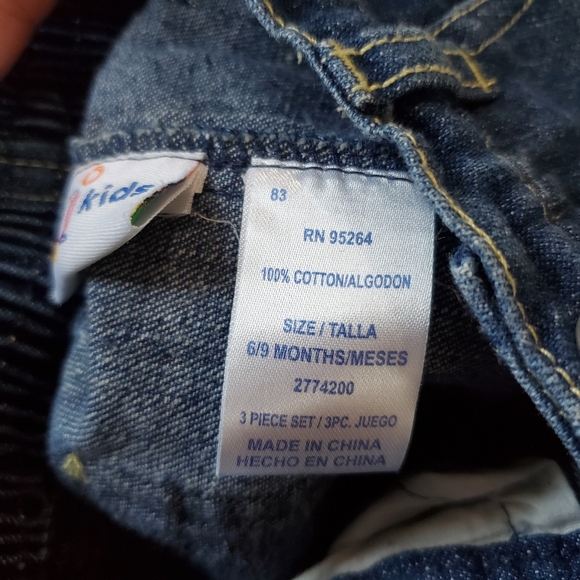 kids
83
RN 95264
100% COTTON/ALGODON
SIZE / TALLA
6/9 MONTHS/MESES
2774200
3 PIECE SET / 3PC. JUEGO
MADE IN CHINA
HECHO EN CHINA